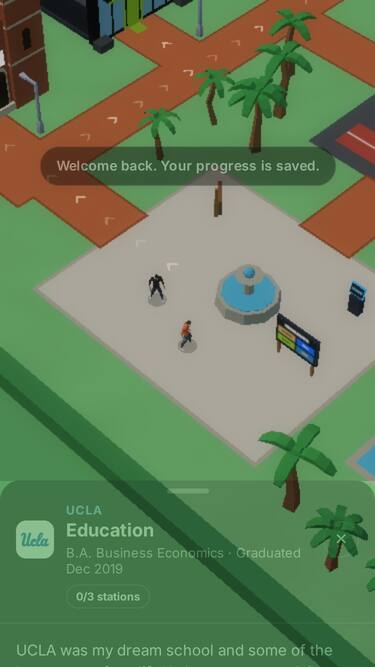 Welcome back. Your progress is saved.
UCLA
Ucla
Education
B.A. Business Economics · Graduated
Dec 2019
0/3 stations
UCLA was my dream school and some of the